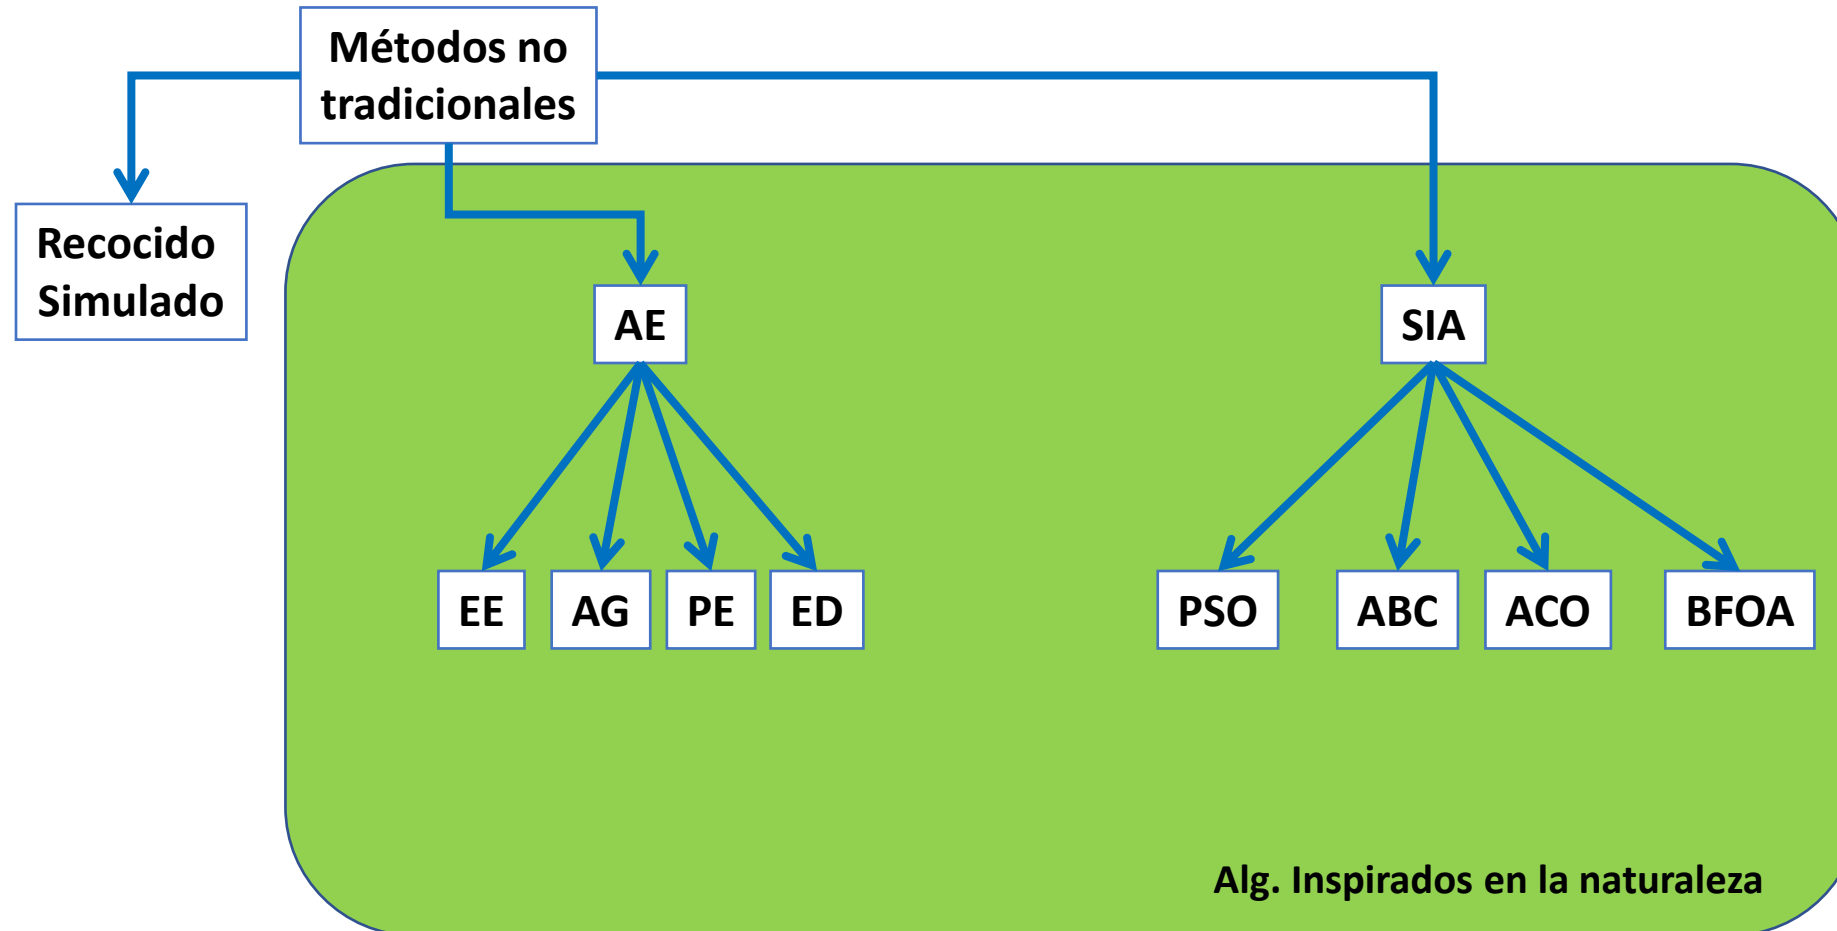 Métodos no
tradicionales
Recocido
Simulado
AE
SIA
EE
AG
PE
ED
PSO
ABC
ACO
BFOA
Alg. Inspirados en la naturaleza